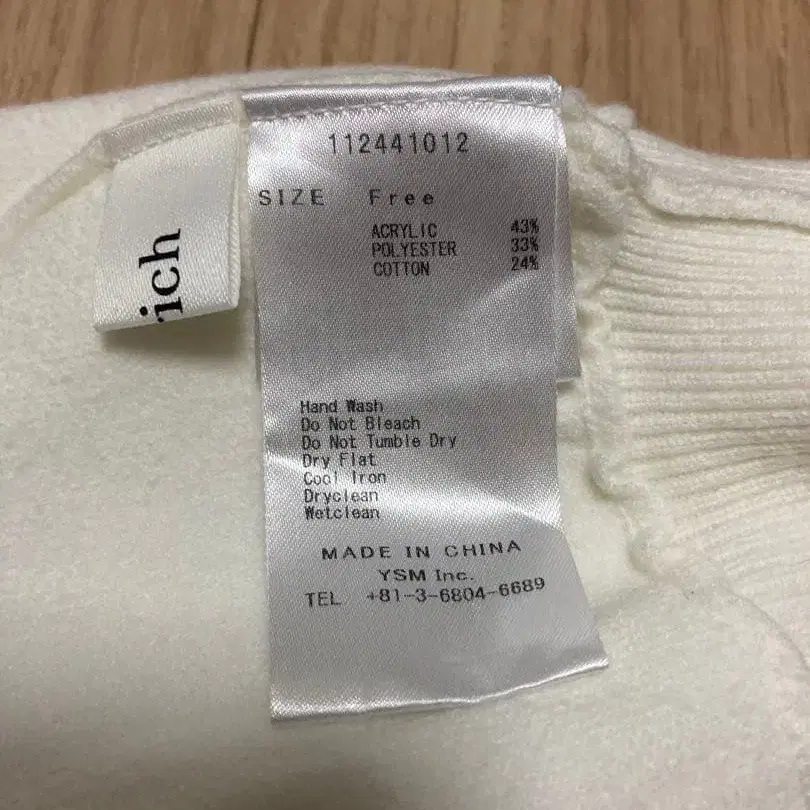 112441012
SIZE Free
ACRYLIC 43%
POLYESTER 33%
COTTON 24%
Hand Wash
Do Not Bleach
Do Not Tumble Dry
Dry Flat
Cool Iron
Dryclean
Wetclean
MADE IN CHINA
YSM Inc.
TEL +81-3-6804-6689